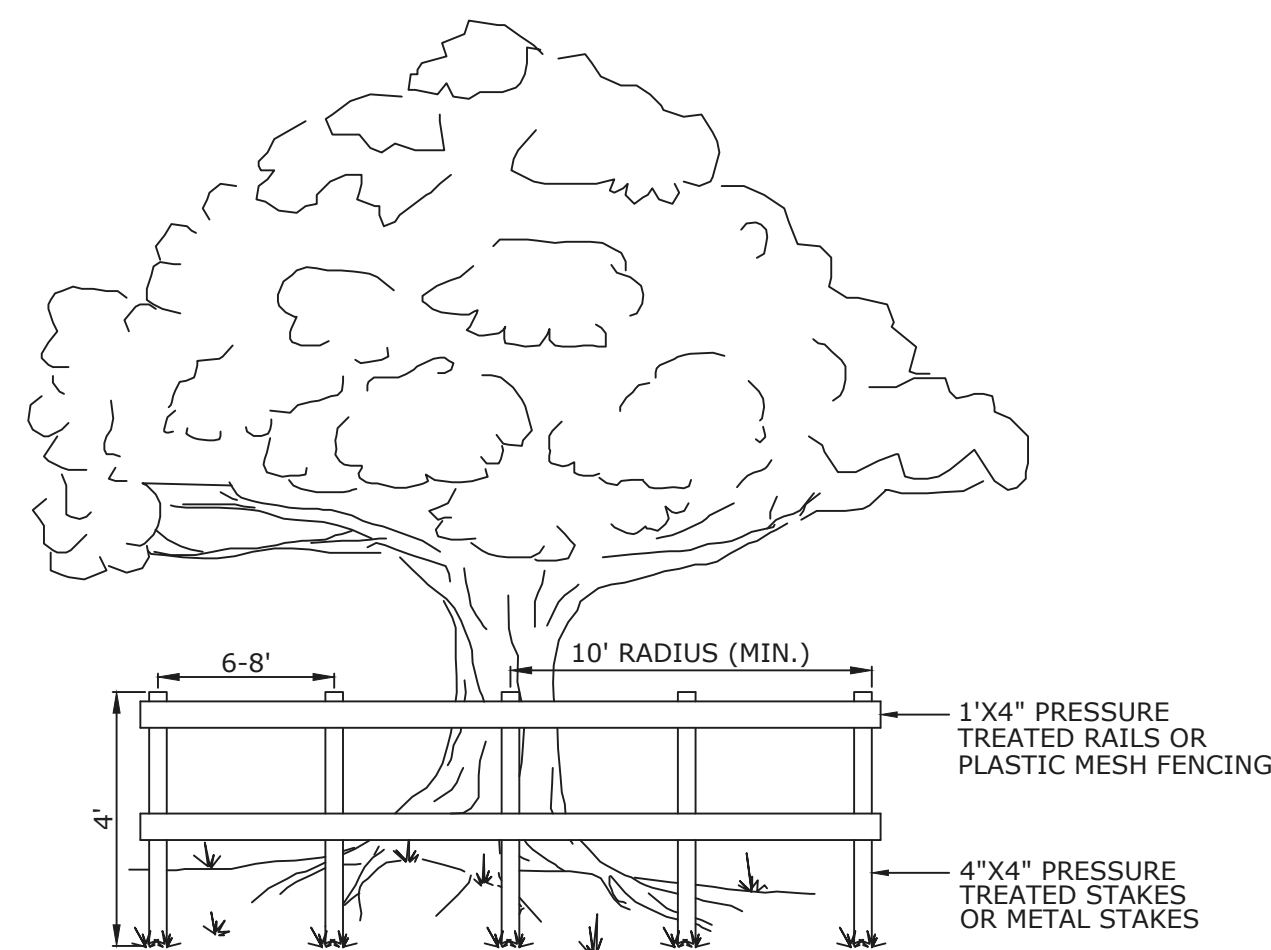 6-8'
10' RADIUS (MIN.)
4'
1'X4" PRESSURE
TREATED RAILS OR
PLASTIC MESH FENCING
4"X4" PRESSURE
TREATED STAKES
OR METAL STAKES